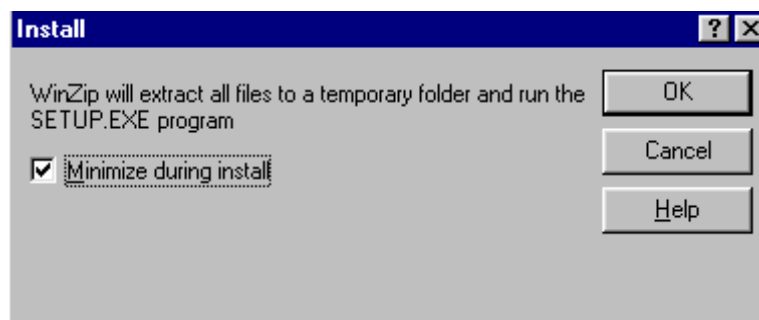 Install
WinZip will extract all files to a temporary folder and run the
SETUP.EXE program
Minimize during install
OK
Cancel
Help